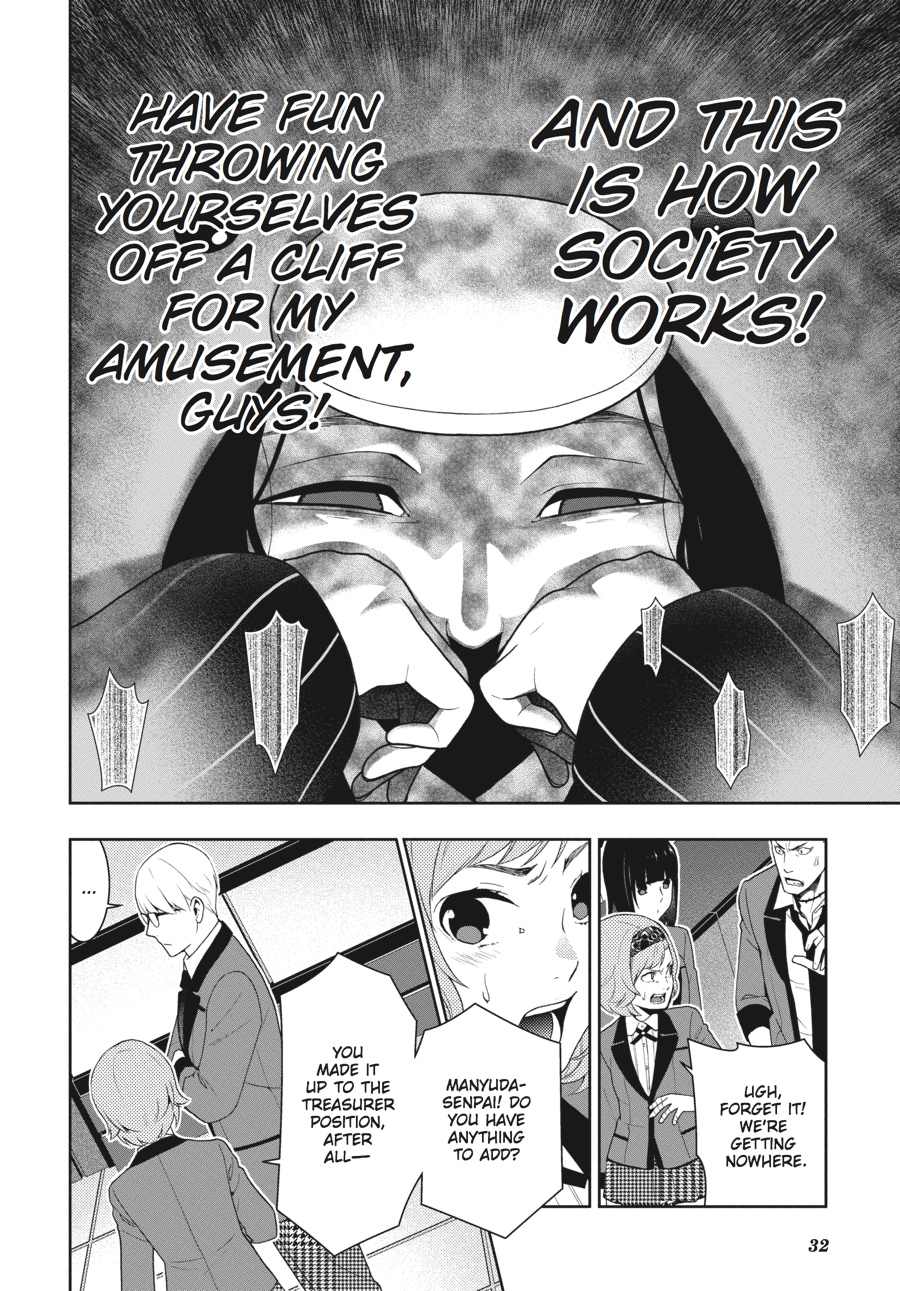 AND THIS
IS HOW
SOCIETY
WORKS!
HAVE FUN
THROWING
YOURSELVES
OFF A CLIFF
FOR MY
AMUSEMENT,
GUYS!
UGH,
FORGET IT!
WE'RE
GETTING
NOWHERE.
MANYUDA-
SENPAI! DO
YOU HAVE
ANYTHING
TO ADD?
YOU
MADE IT
UP TO THE
TREASURER
POSITION,
AFTER
ALL—
...
32